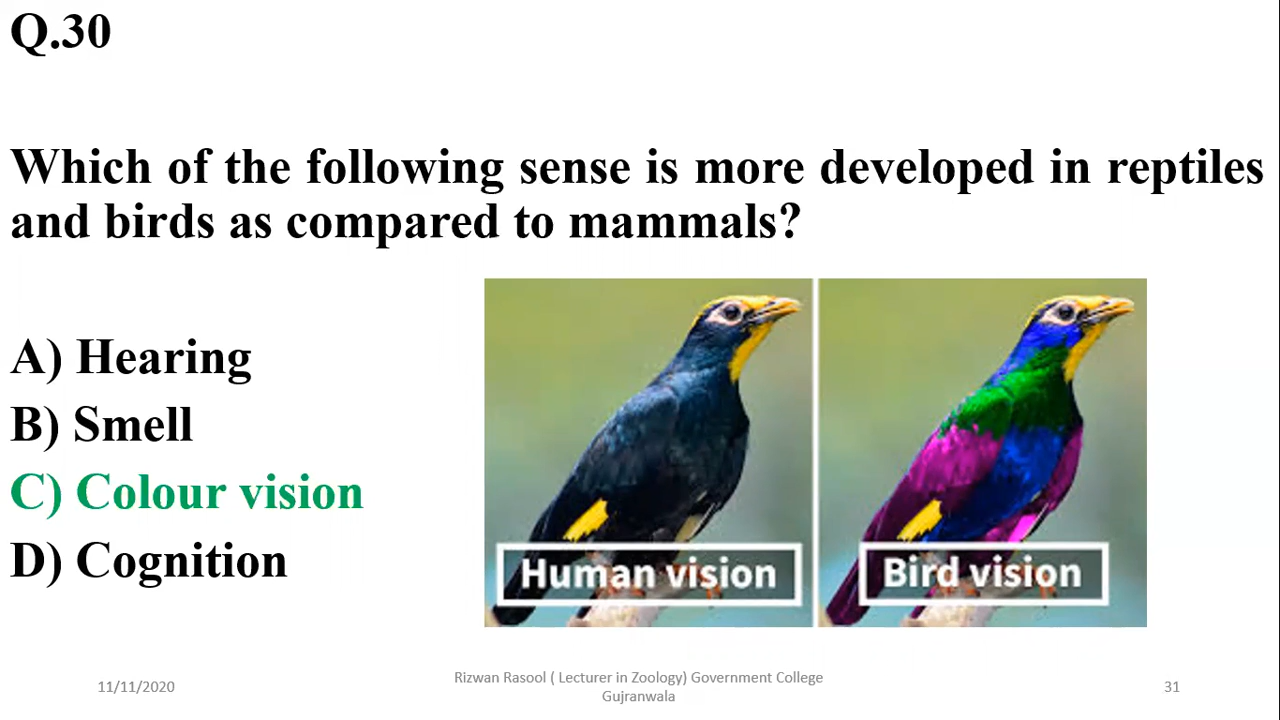 Q.30
Which of the following sense is more developed in reptiles
and birds as compared to mammals?
A) Hearing
B) Smell
C) Colour vision
D) Cognition
Human vision
Bird vision
11/11/2020
Rizwan Rasool ( Lecturer in Zoology) Government College
Gujranwala
31